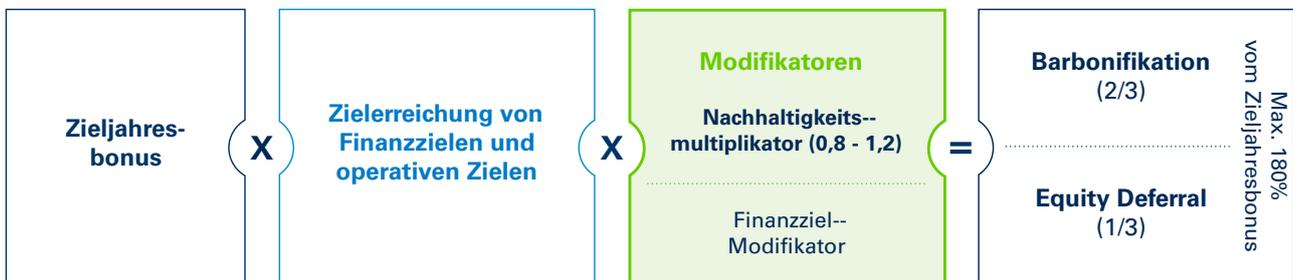 Zieljahres-
bonus
X
Zielerreichung von
Finanzzielen und
operativen Zielen
X
Modifikatoren
Nachhaltigkeits--
multiplikator (0,8 - 1,2)
Finanzziel--
Modifikator
=
Barbonifikation
(2/3)
Equity Deferral
(1/3)
Max. 180%
vom Zieljahresbonus